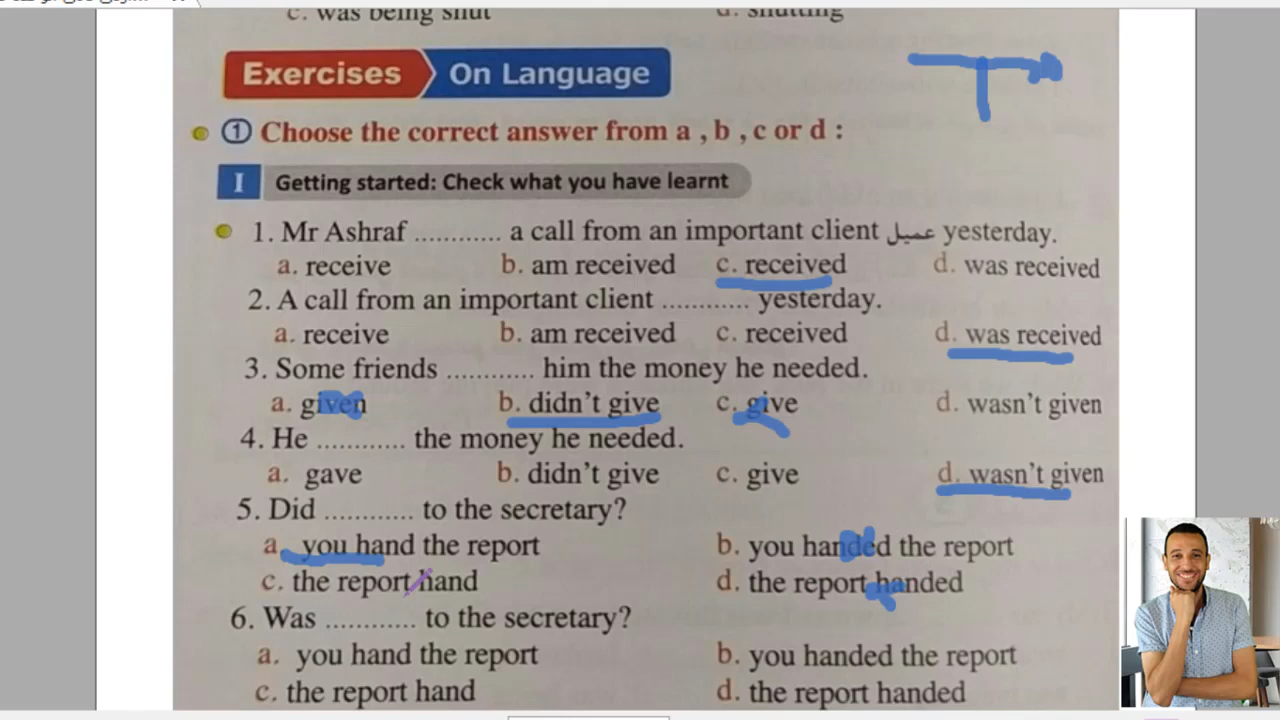 c. was being shut d. shutting
Exercises On Language
1 Choose the correct answer from a , b , c or d :
I Getting started: Check what you have learnt
1. Mr Ashraf ............ a call from an important client عميل yesterday.
a. receive b. am received c. received d. was received
2. A call from an important client ............ yesterday.
a. receive b. am received c. received d. was received
3. Some friends ............ him the money he needed.
a. given b. didn't give c. give d. wasn't given
4. He ............ the money he needed.
a. gave b. didn't give c. give d. wasn't given
5. Did ............ to the secretary?
a. you hand the report b. you handed the report
c. the report hand d. the report handed
6. Was ............ to the secretary?
a. you hand the report b. you handed the report
c. the report hand d. the report handed